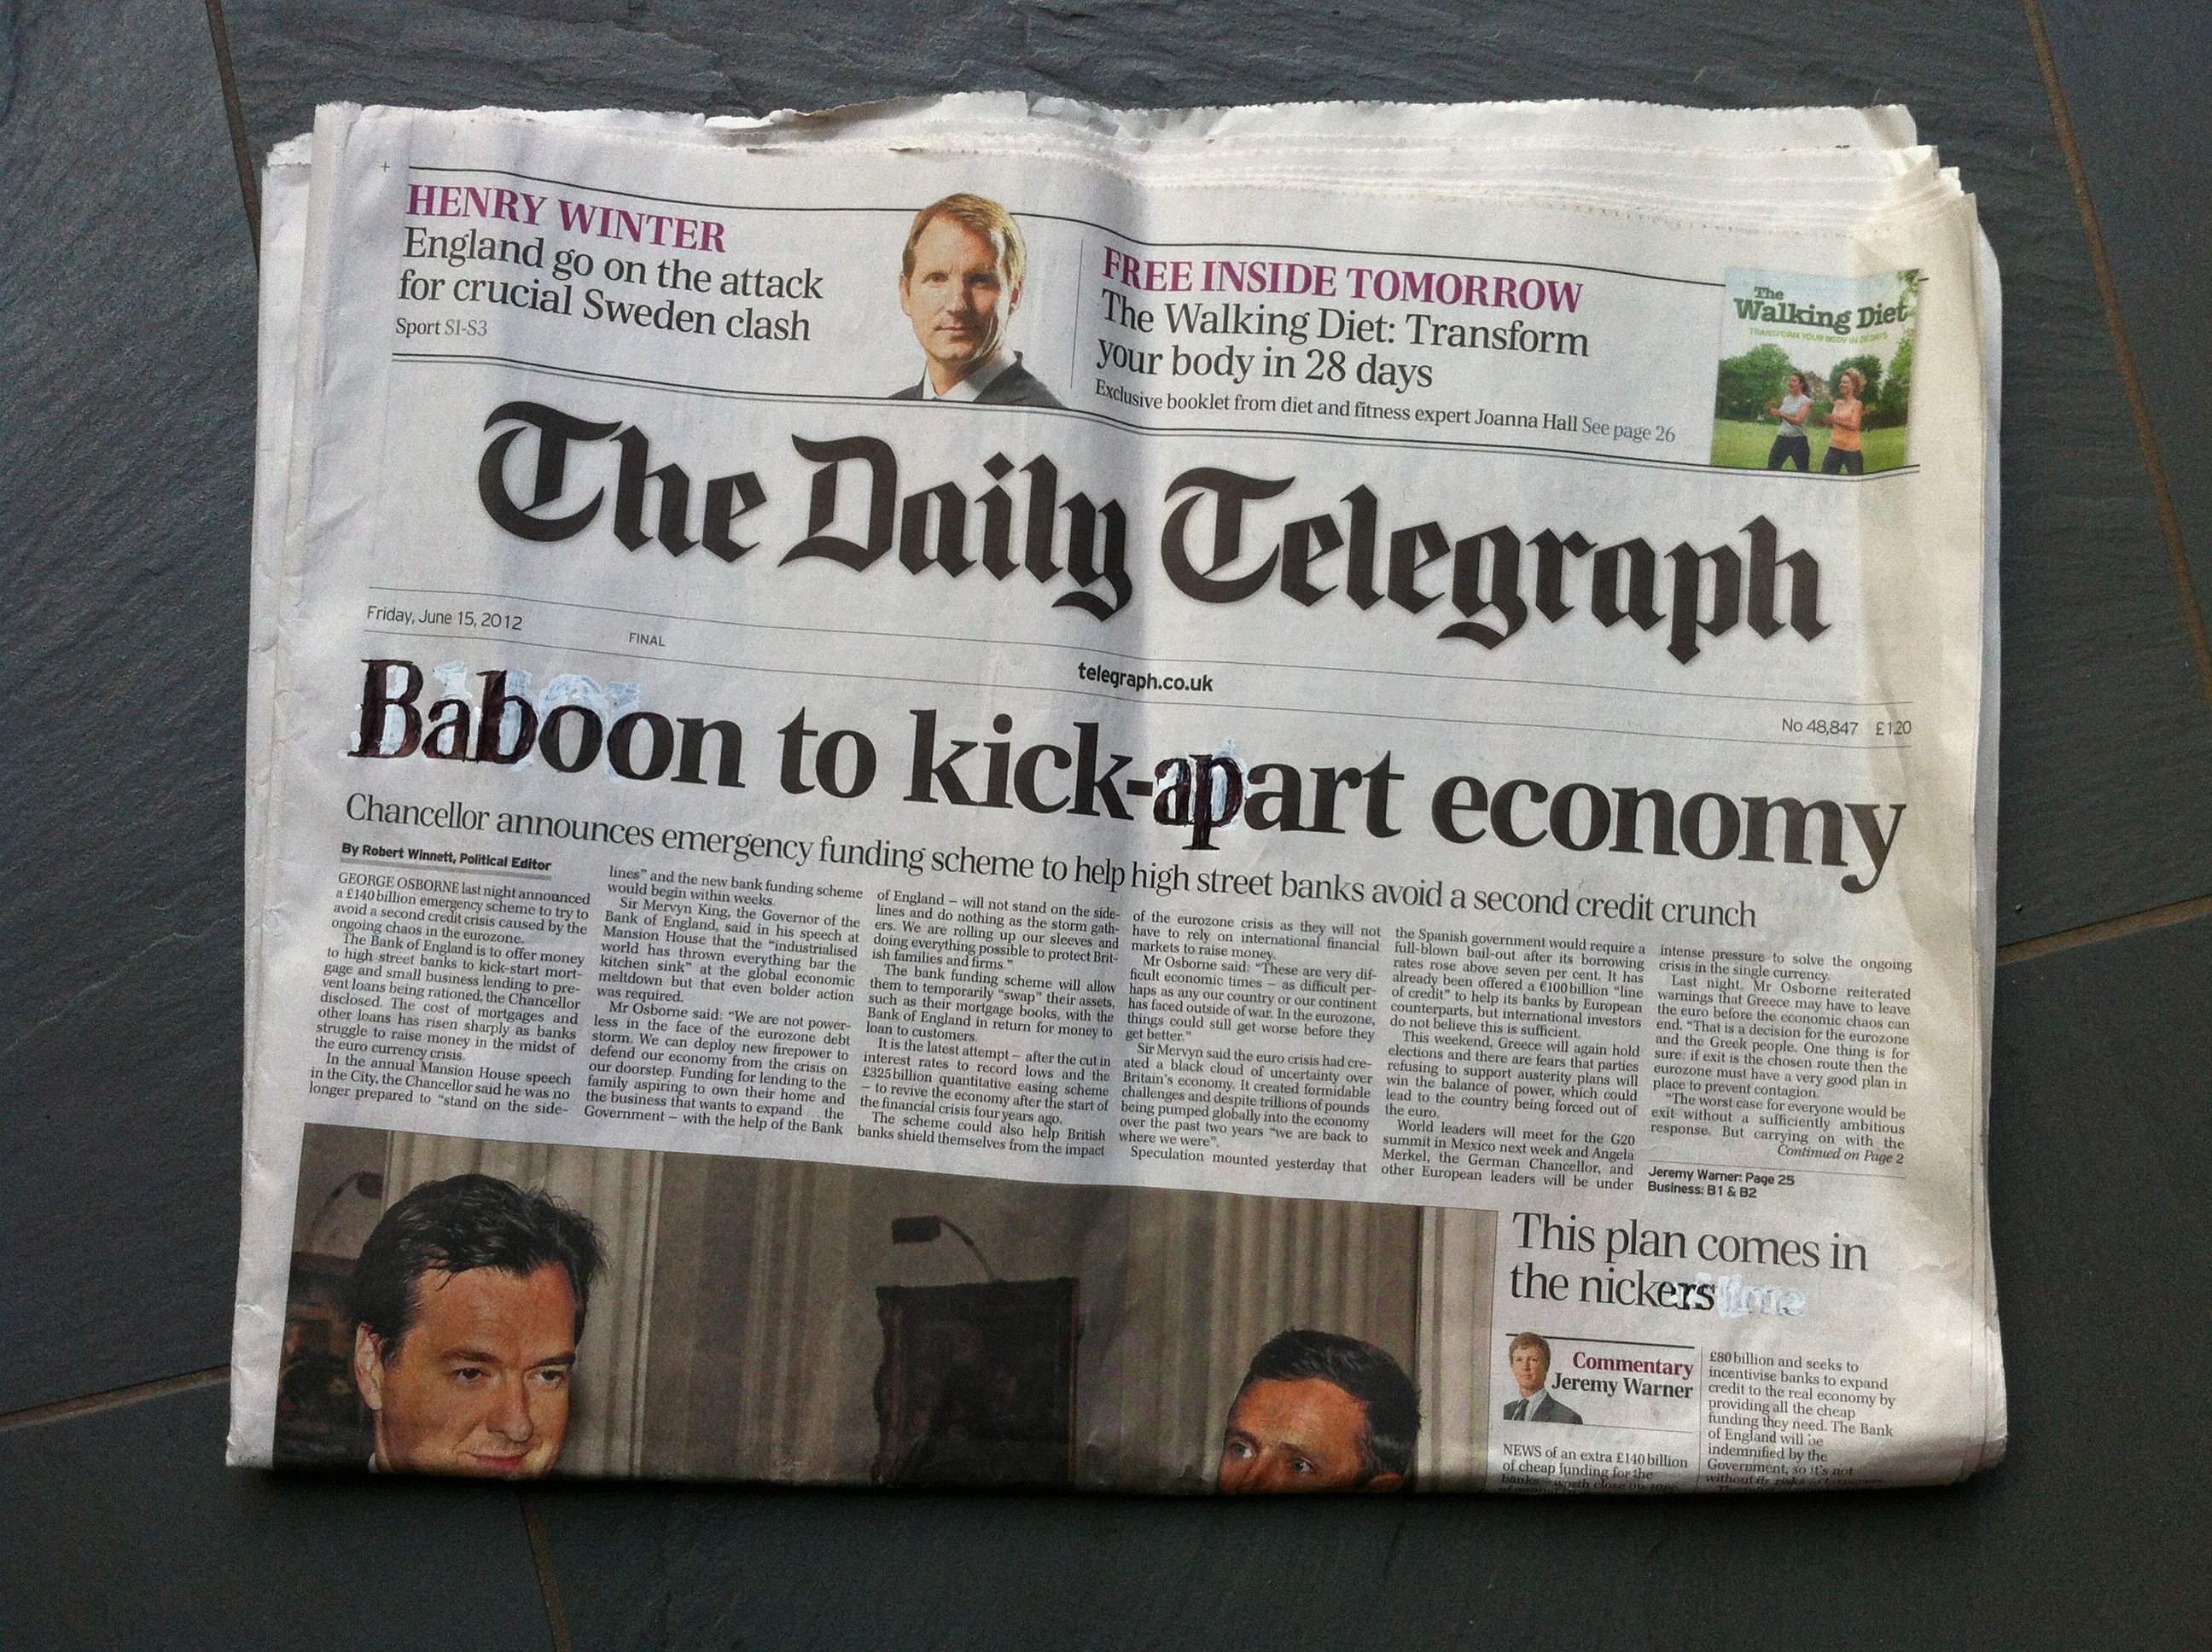 HENRY WINTER
England go on the attack
for crucial Sweden clash
Sport S1-S3
FREE INSIDE TOMORROW
The Walking Diet: Transform
your body in 28 days
Exclusive booklet from diet and fitness expert Joanna Hall See page 26
The
Walking Diet
TRANSFORM YOUR BODY IN 28 DAYS
The Daily Telegraph
Friday, June 15, 2012
FINAL
telegraph.co.uk
No 48,847 £1.20
Baboon to kick-apart economy
Chancellor announces emergency funding scheme to help high street banks avoid a second credit crunch
By Robert Winnett, Political Editor
GEORGE OSBORNE last night announced
a £140 billion emergency scheme to try to
avoid a second credit crisis caused by the
ongoing chaos in the eurozone.
The Bank of England is to offer money
to high street banks to kick-start mort-
gage and small business lending to pre-
vent loans being rationed, the Chancellor
disclosed. The cost of mortgages and
other loans has risen sharply as banks
struggle to raise money in the midst of
the euro currency crisis.
In the annual Mansion House speech
in the City, the Chancellor said he was no
longer prepared to “stand on the side-
lines” and the new bank funding scheme
would begin within weeks.
Sir Mervyn King, the Governor of the
Bank of England, said in his speech at
Mansion House that the “industrialised
world has thrown everything bar the
kitchen sink” at the global economic
meltdown but that even bolder action
was required.
Mr Osborne said: “We are not power-
less in the face of the eurozone debt
storm. We can deploy new firepower to
defend our economy from the crisis on
our doorstep. Funding for lending to the
family aspiring to own their home and
the business that wants to expand ... the
Government – with the help of the Bank
of England – will not stand on the side-
lines and do nothing as the storm gath-
ers. We are rolling up our sleeves and
doing everything possible to protect Brit-
ish families and firms.”
The bank funding scheme will allow
them to temporarily “swap” their assets,
such as their mortgage books, with the
Bank of England in return for money to
loan to customers.
It is the latest attempt – after the cut in
interest rates to record lows and the
£325 billion quantitative easing scheme
– to revive the economy after the start of
the financial crisis four years ago.
The scheme could also help British
banks shield themselves from the impact
of the eurozone crisis as they will not
have to rely on international financial
markets to raise money.
Mr Osborne said: “These are very dif-
ficult economic times – as difficult per-
haps as any our country or our continent
has faced outside of war. In the eurozone,
things could still get worse before they
get better.”
Sir Mervyn said the euro crisis had cre-
ated a black cloud of uncertainty over
Britain's economy. It created formidable
challenges and despite trillions of pounds
being pumped globally into the economy
over the past two years “we are back to
where we were”.
Speculation mounted yesterday that
the Spanish government would require a
full-blown bail-out after its borrowing
rates rose above seven per cent. It has
already been offered a €100 billion “line
of credit” to help its banks by European
counterparts, but international investors
do not believe this is sufficient.
This weekend, Greece will again hold
elections and there are fears that parties
refusing to support austerity plans will
win the balance of power, which could
lead to the country being forced out of
the euro.
World leaders will meet for the G20
summit in Mexico next week and Angela
Merkel, the German Chancellor, and
other European leaders will be under
intense pressure to solve the ongoing
crisis in the single currency.
Last night, Mr Osborne reiterated
warnings that Greece may have to leave
the euro before the economic chaos can
end. “That is a decision for the eurozone
and the Greek people. One thing is for
sure: if exit is the chosen route then the
eurozone must have a very good plan in
place to prevent contagion.
“The worst case for everyone would be
exit without a sufficiently ambitious
response. But carrying on with the
Continued on Page 2
Jeremy Warner: Page 25
Business: B1 & B2
This plan comes in
the nickers
Commentary
Jeremy Warner
NEWS of an extra £140 billion
of cheap funding for the
banks – worth close on 10pc
£80 billion and seeks to
incentivise banks to expand
credit to the real economy by
providing all the cheap
funding they need. The Bank
of England will be
indemnified by the
Government, so it's not
without its risks